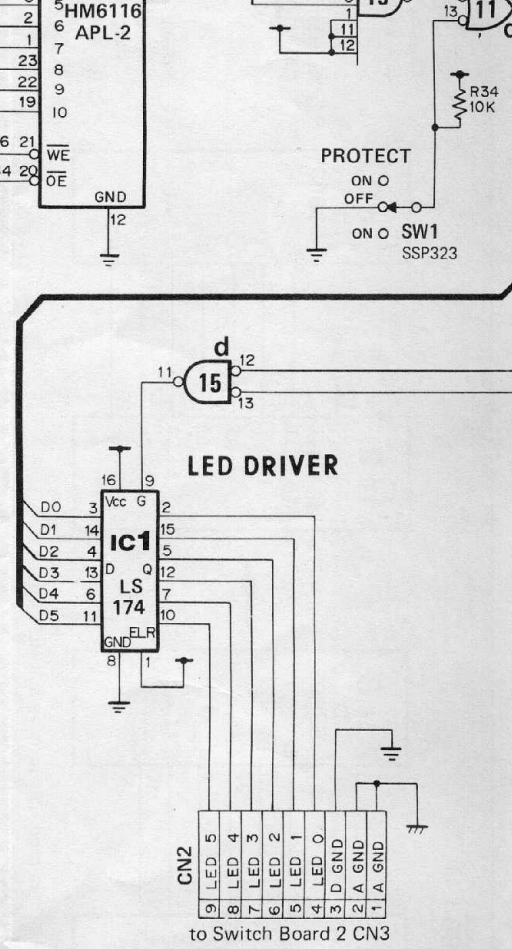 HM6116
APL-2
5
2
6
1
7
23
8
22
9
19
10
6 21
WE
4 20
OE
GND
12
1
11
12
13
11
R34
10K
PROTECT
ON
OFF
ON
SW1
SSP323
d
11
15
12
13
LED DRIVER
16
9
Vcc G
D0 3
2
D1 14
15
IC1
D2 4
5
D3 13
D Q
12
D4 6
LS
7
174
D5 11
10
ELR
GND
8
1
CN2
9 LED 5
8 LED 4
7 LED 3
6 LED 2
5 LED 1
4 LED 0
3 D GND
2 A GND
1 A GND
to Switch Board 2 CN3